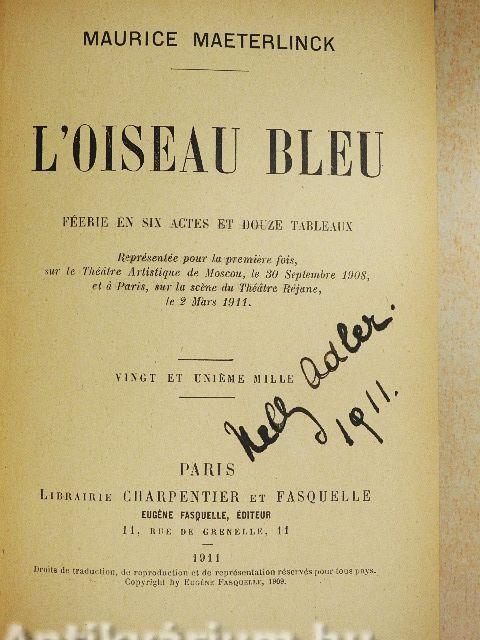 MAURICE MAETERLINCK
L'OISEAU BLEU
FÉERIE EN SIX ACTES ET DOUZE TABLEAUX
Représentée pour la première fois,
sur le Théâtre Artistique de Moscou, le 30 Septembre 1908,
et à Paris, sur la scène du Théâtre Réjane,
le 2 Mars 1911.
VINGT ET UNIÈME MILLE
Nelly Adler.
1911.
PARIS
LIBRAIRIE CHARPENTIER ET FASQUELLE
EUGÈNE FASQUELLE, ÉDITEUR
11, RUE DE GRENELLE, 11
1911
Droits de traduction, de reproduction et de représentation réservés pour tous pays.
Copyright by EUGÈNE FASQUELLE, 1909.
Antikvárium.hu